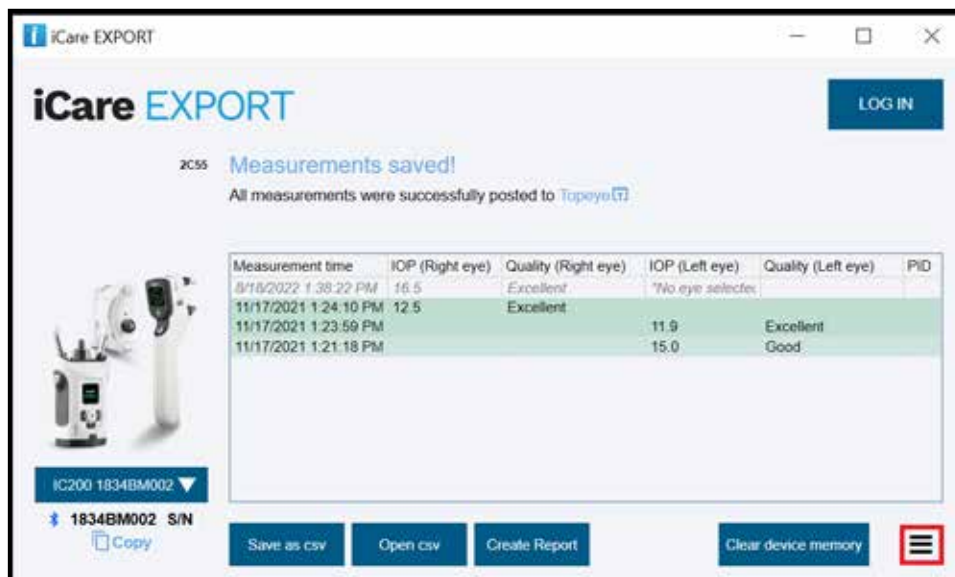 iCare EXPORT
iCare EXPORT
LOG IN
2C55
Measurements saved!
All measurements were successfully posted to Topeye
Measurement time IOP (Right eye) Quality (Right eye) IOP (Left eye) Quality (Left eye) PID
8/18/2022 1:38:22 PM 16.5 Excellent *No eye selected
11/17/2021 1:24:10 PM 12.5 Excellent
11/17/2021 1:23:59 PM 11.9 Excellent
11/17/2021 1:21:18 PM 15.0 Good
IC200 1834BM002
1834BM002 S/N
Copy
Save as csv Open csv Create Report Clear device memory